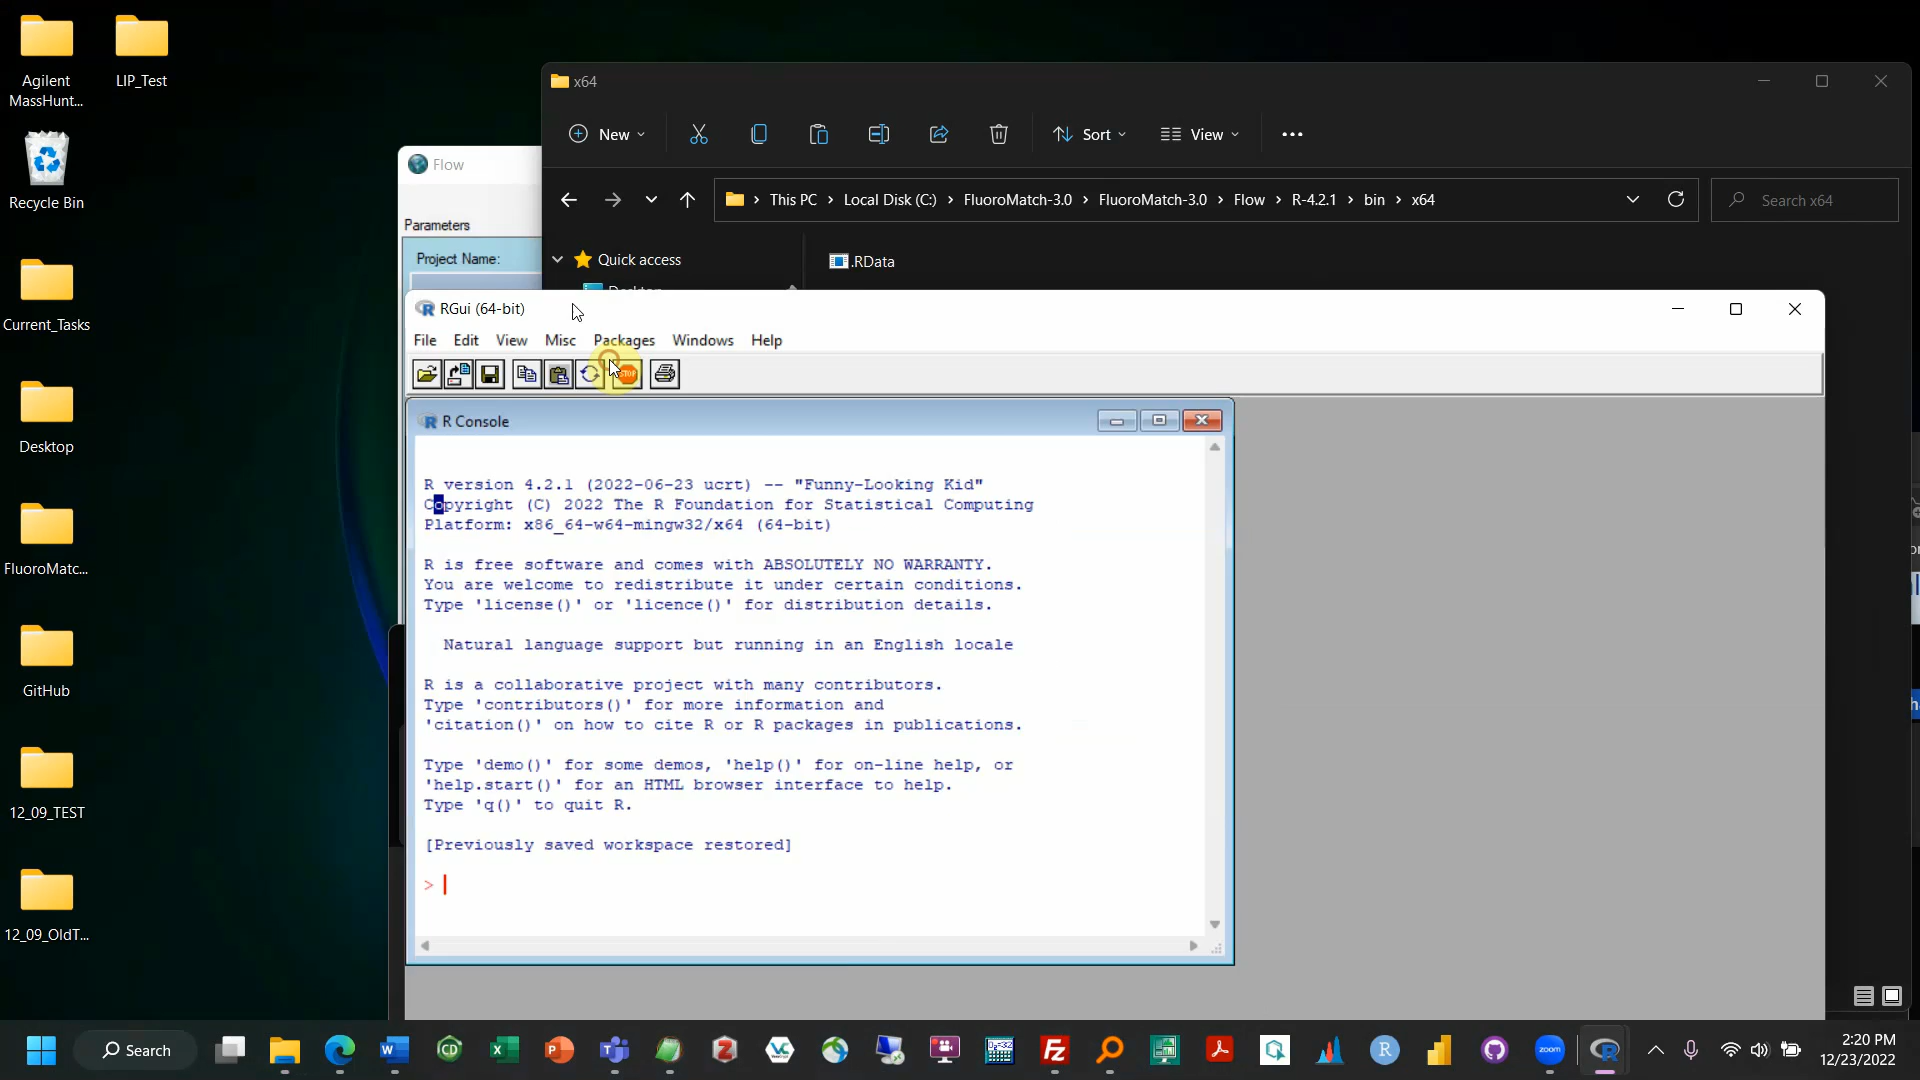 Agilent
MassHunt...
LIP_Test
Recycle Bin
Current_Tasks
Desktop
FluoroMatc...
GitHub
12_09_TEST
12_09_OldT...
x64
New
Sort
View
This PC
Local Disk (C:)
FluoroMatch-3.0
FluoroMatch-3.0
Flow
R-4.2.1
bin
x64
Search x64
Quick access
.RData
Flow
Parameters
Project Name:
RGui (64-bit)
File Edit View Misc Packages Windows Help
STOP
R Console
R version 4.2.1 (2022-06-23 ucrt) -- "Funny-Looking Kid"
Copyright (C) 2022 The R Foundation for Statistical Computing
Platform: x86_64-w64-mingw32/x64 (64-bit)
R is free software and comes with ABSOLUTELY NO WARRANTY.
You are welcome to redistribute it under certain conditions.
Type 'license()' or 'licence()' for distribution details.
Natural language support but running in an English locale
R is a collaborative project with many contributors.
Type 'contributors()' for more information and
'citation()' on how to cite R or R packages in publications.
Type 'demo()' for some demos, 'help()' for on-line help, or
'help.start()' for an HTML browser interface to help.
Type 'q()' to quit R.
[Previously saved workspace restored]
>
Search
zoom
2:20 PM
12/23/2022